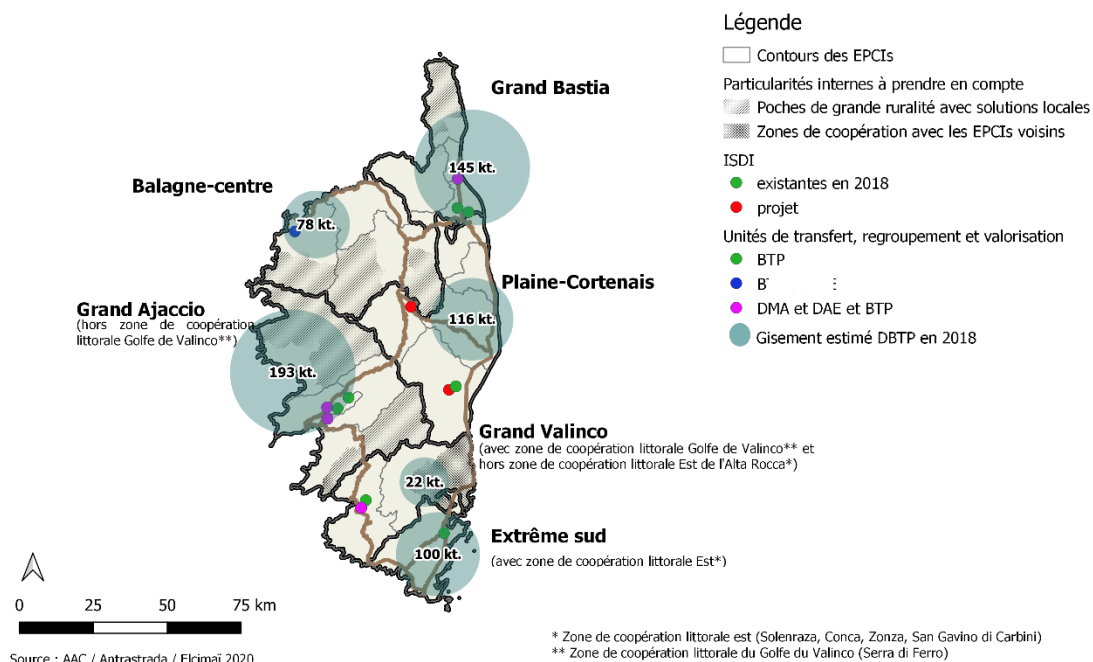 Grand Bastia
145 kt.
Balagne-centre
78 kt.
Plaine-Cortenais
116 kt.
Grand Ajaccio
(hors zone de coopération
littorale Golfe de Valinco**)
193 kt.
Grand Valinco
(avec zone de coopération littorale Golfe de Valinco** et
hors zone de coopération littorale Est de l'Alta Rocca*)
22 kt.
Extrême sud
(avec zone de coopération littorale Est*)
100 kt.
0 25 50 75 km
Source : AAC / Antrastrada / Elcimaï 2020
Légende
Contours des EPCIs
Particularités internes à prendre en compte
Poches de grande ruralité avec solutions locales
Zones de coopération avec les EPCIs voisins
ISDI
existantes en 2018
projet
Unités de transfert, regroupement et valorisation
BTP
DMA et DAE et BTP
Gisement estimé DBTP en 2018
* Zone de coopération littorale est (Solenraza, Conca, Zonza, San Gavino di Carbini)
** Zone de coopération littorale du Golfe du Valinco (Serra di Ferro)